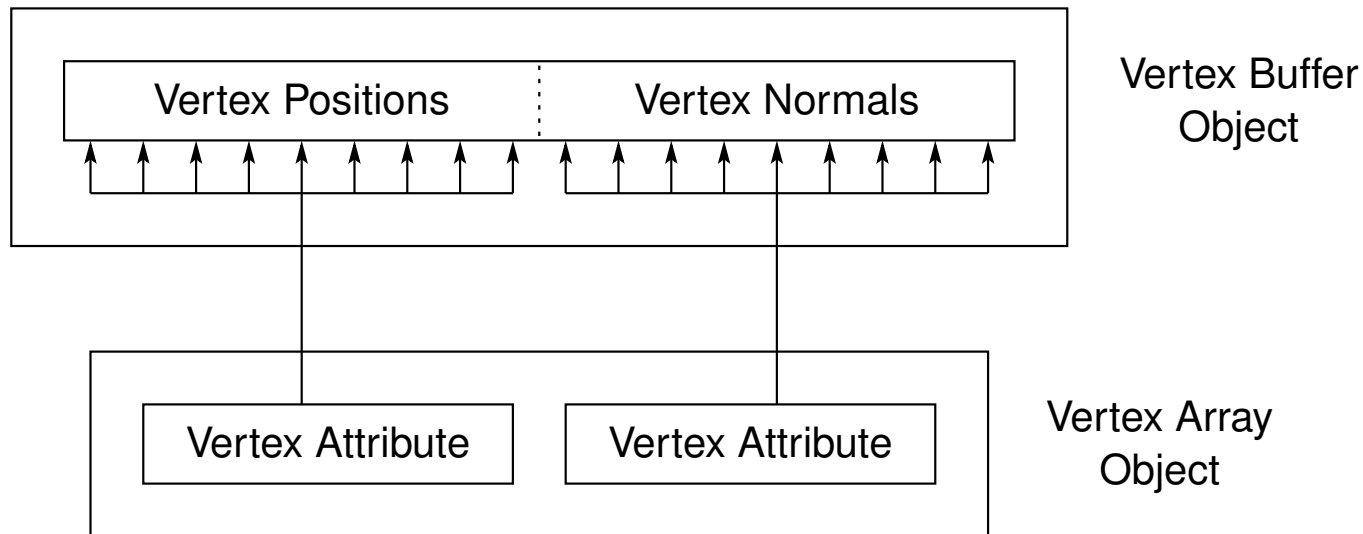 Vertex Positions
Vertex Normals
Vertex Buffer
Object
Vertex Attribute
Vertex Attribute
Vertex Array
Object